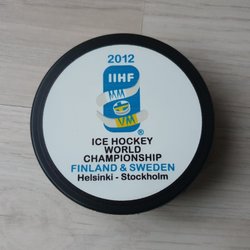 2012
IIHF
MM
VM
®
ICE HOCKEY
WORLD
CHAMPIONSHIP
FINLAND & SWEDEN
Helsinki - Stockholm